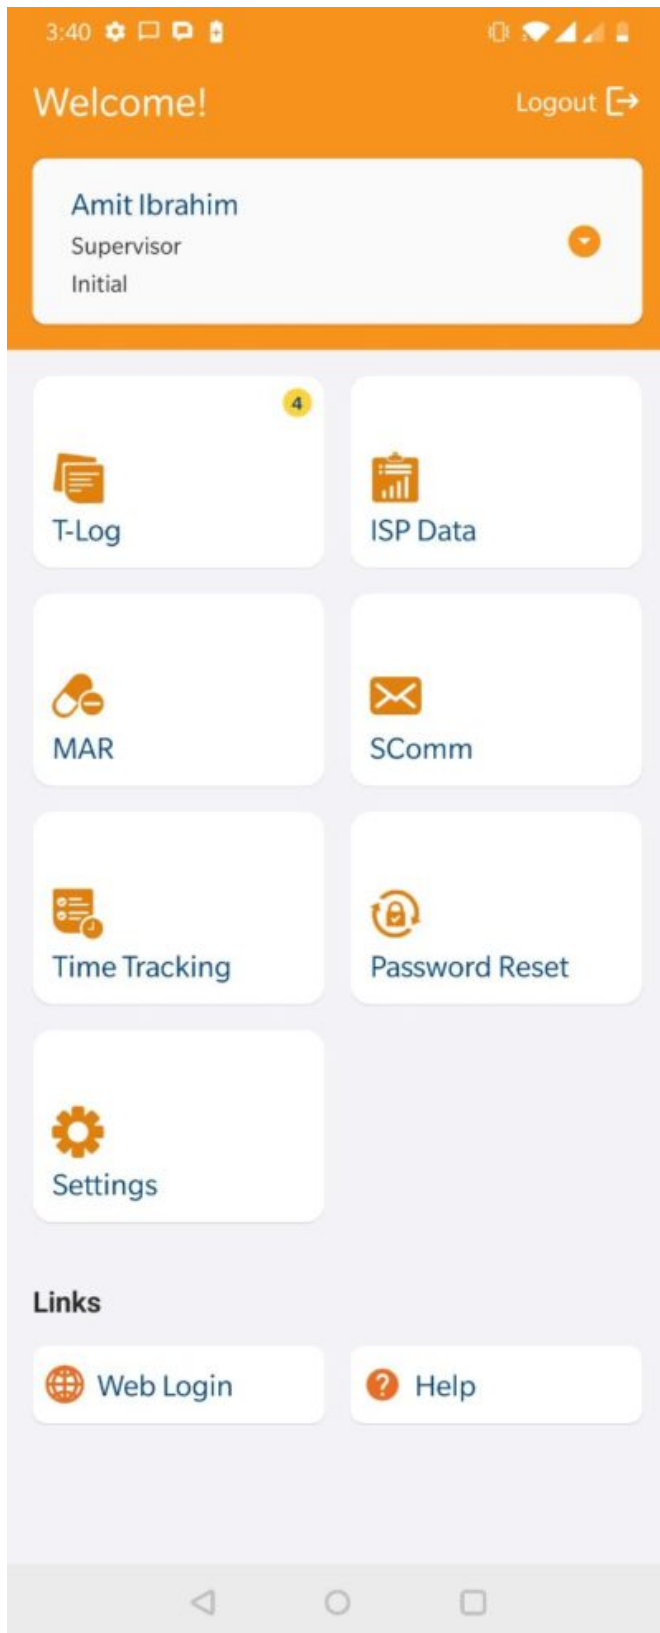 3:40
Welcome!
Logout
Amit Ibrahim
Supervisor
Initial
4
T-Log
ISP Data
MAR
SComm
Time Tracking
Password Reset
Settings
Links
Web Login
? Help